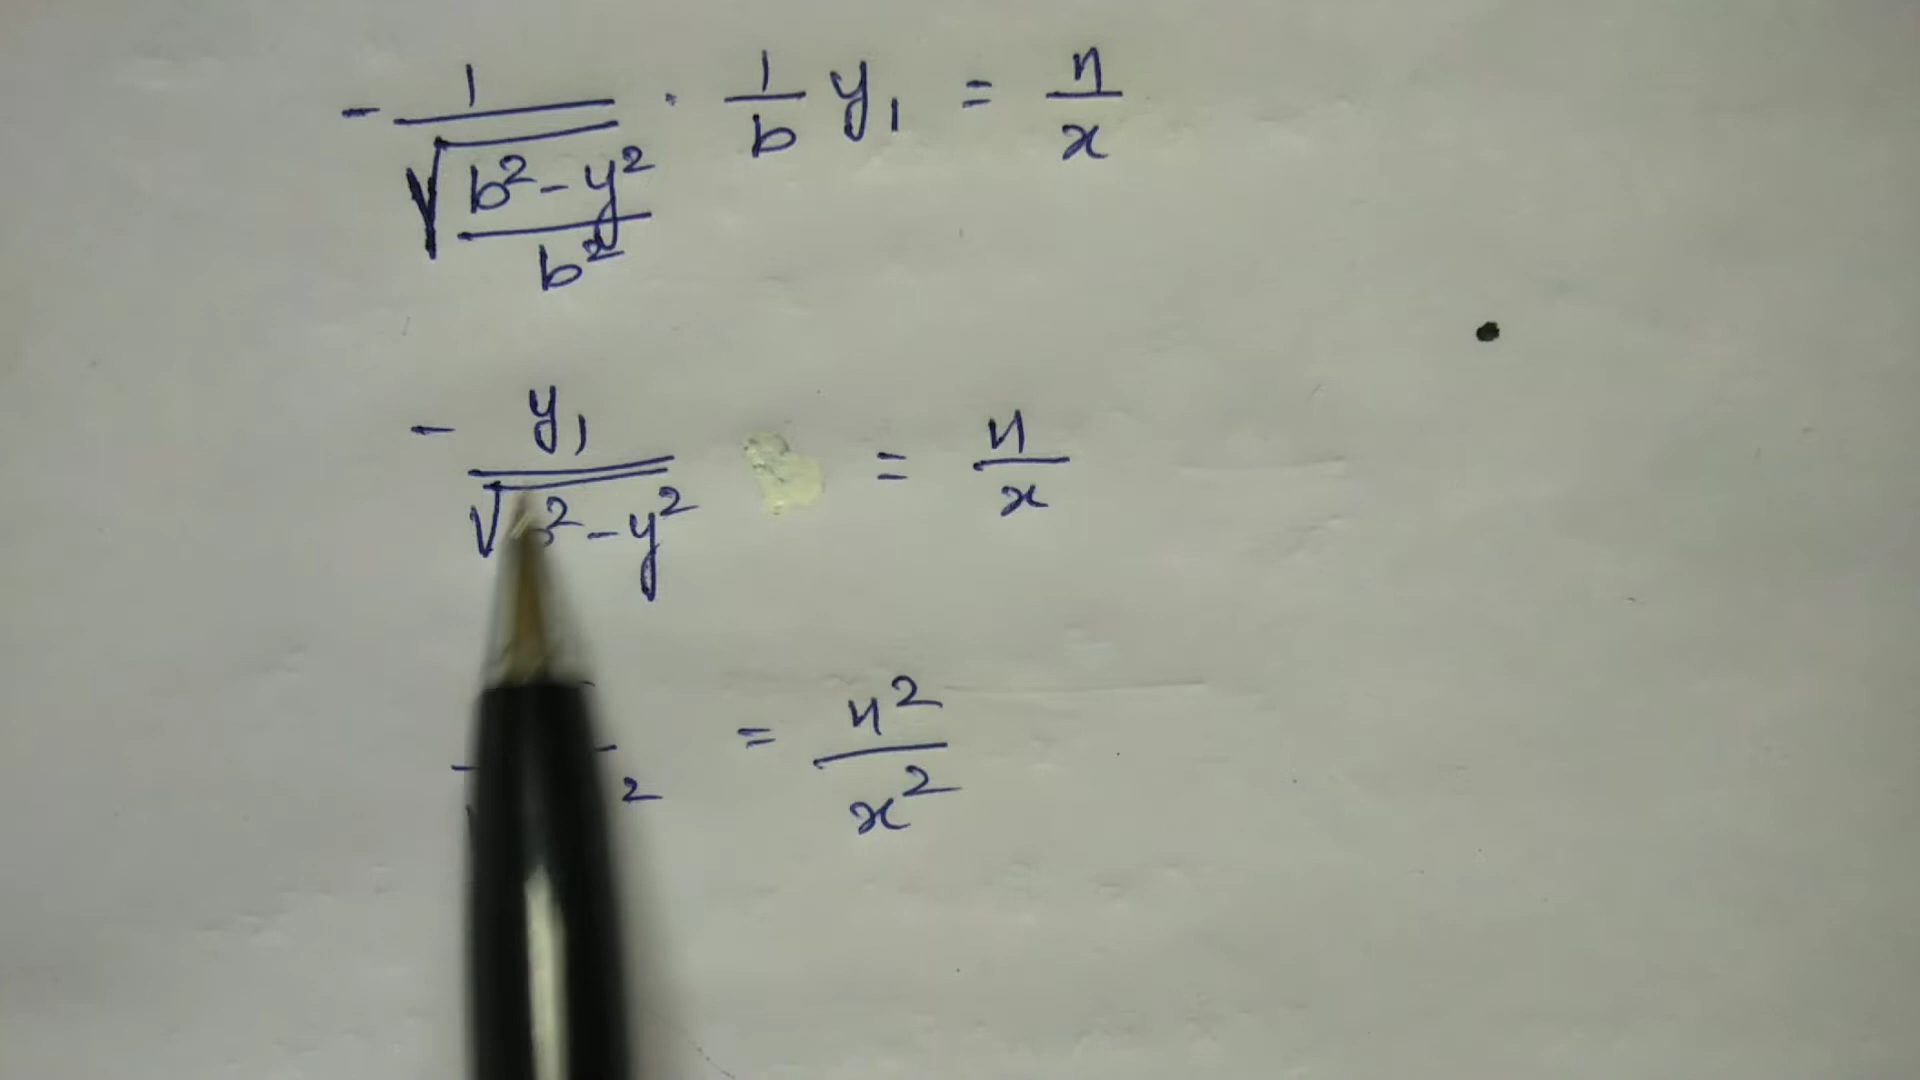 - 1/√((b² - y²)/b²) · 1/b y₁ = n/x
- y₁/√(b² - y²) = n/x
= n²/x²